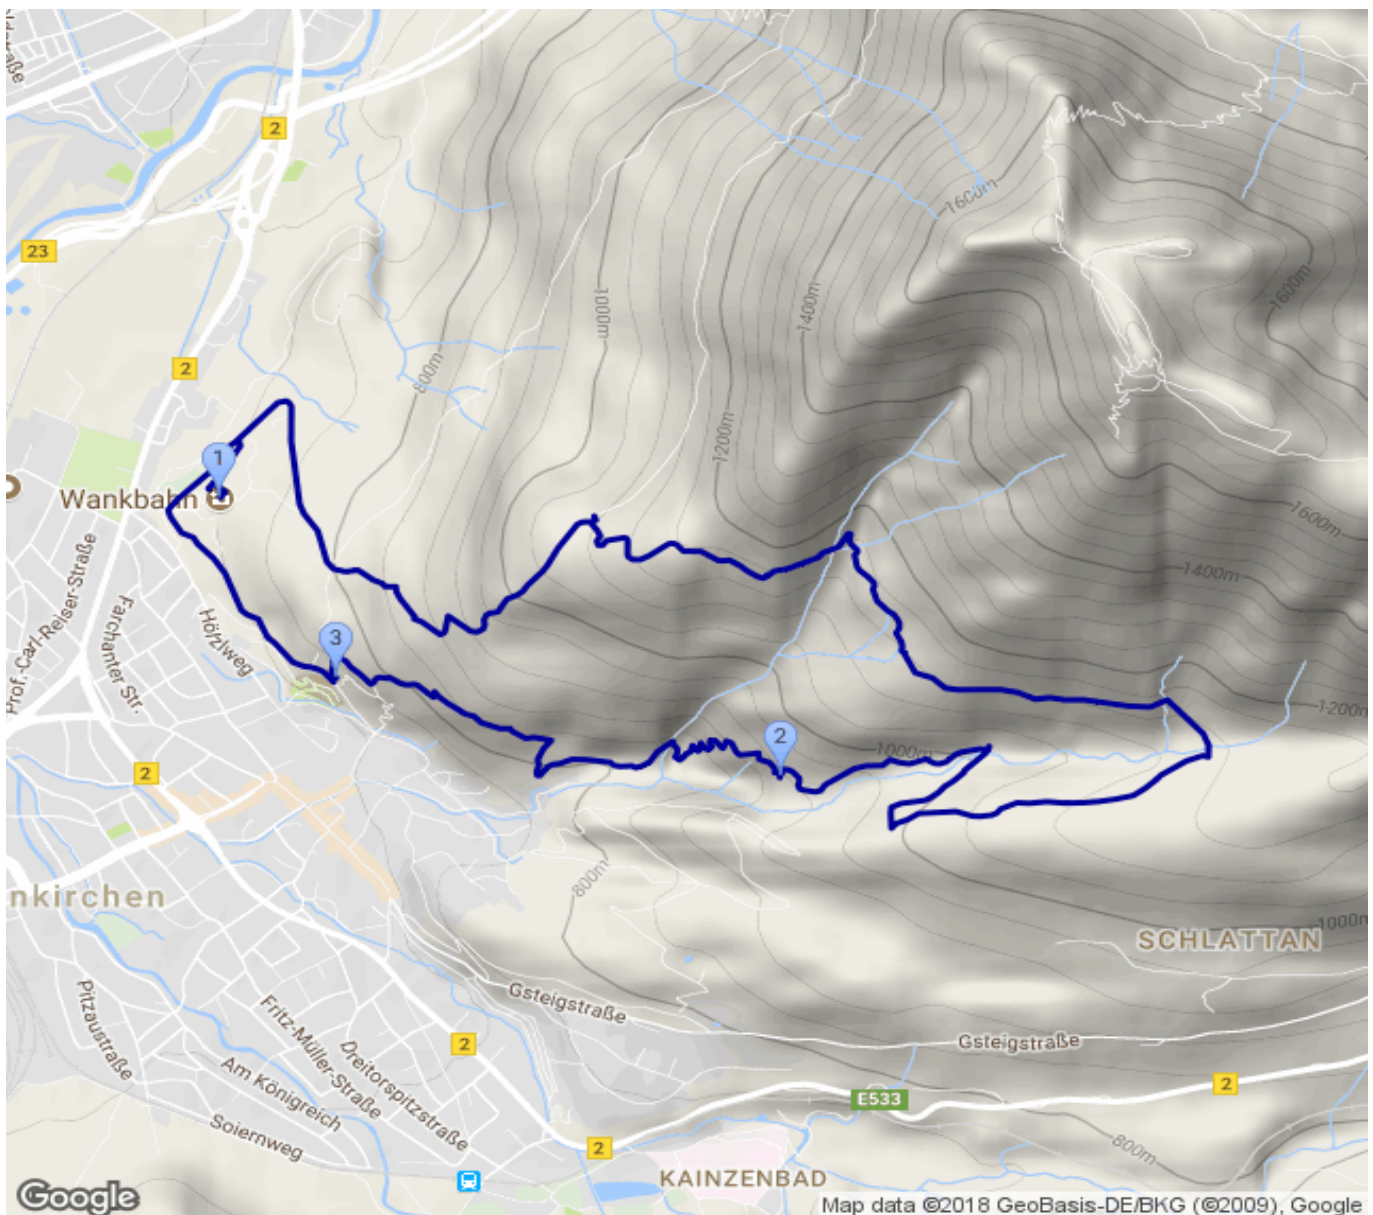 2
23
2
1600m
1600m
1000m
1400m
800m
1200m
1
Wankbahn
1600m
Prof.-Carl-Reiser-Straße
Farchanter Str.
Hölzlweg
1400m
3
1200m
2
1000m
2
800m
nkirchen
1000m
SCHLATTAN
Pitzaustraße
Gsteigstraße
Fritz-Müller-Straße
Dreitorspitzstraße
2
Gsteigstraße
Am Königreich
E533
2
Soiernweg
2
800m
KAINZENBAD
Google
Map data ©2018 GeoBasis-DE/BKG (©2009), Google